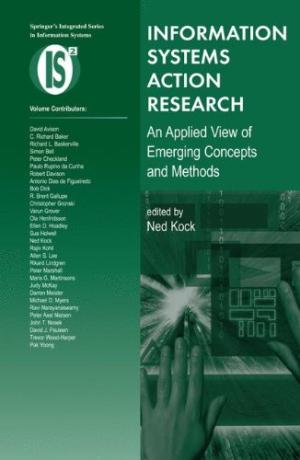 Springer's Integrated Series
in Information Systems
IS2
Volume Contributors:
David Avison
C. Richard Baker
Richard L. Baskerville
Simon Bell
Peter Checkland
Paulo Rupino da Cunha
Robert Davison
Antonio Dias de Figueiredo
Bob Dick
R. Brent Gallupe
Christopher Gronski
Varun Grover
Ola Henfridsson
Ellen D. Hoadley
Sue Holwell
Ned Kock
Rajiv Kohli
Allen S. Lee
Rikard Lindgren
Peter Marshall
Maris G. Martinsons
Judy McKay
Darren Meister
Michael D. Myers
Ravi Narayanaswamy
Peter Axel Nielsen
John T. Nosek
David J. Pauleen
Trevor Wood-Harper
Pak Yoong
INFORMATION
SYSTEMS
ACTION
RESEARCH
An Applied View of
Emerging Concepts
and Methods
edited by
Ned Kock